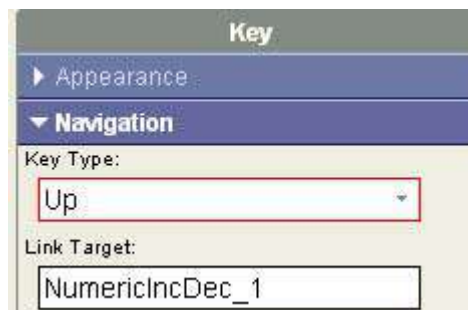 Key
Appearance
Navigation
Key Type:
Up
Link Target:
NumericIncDec_1